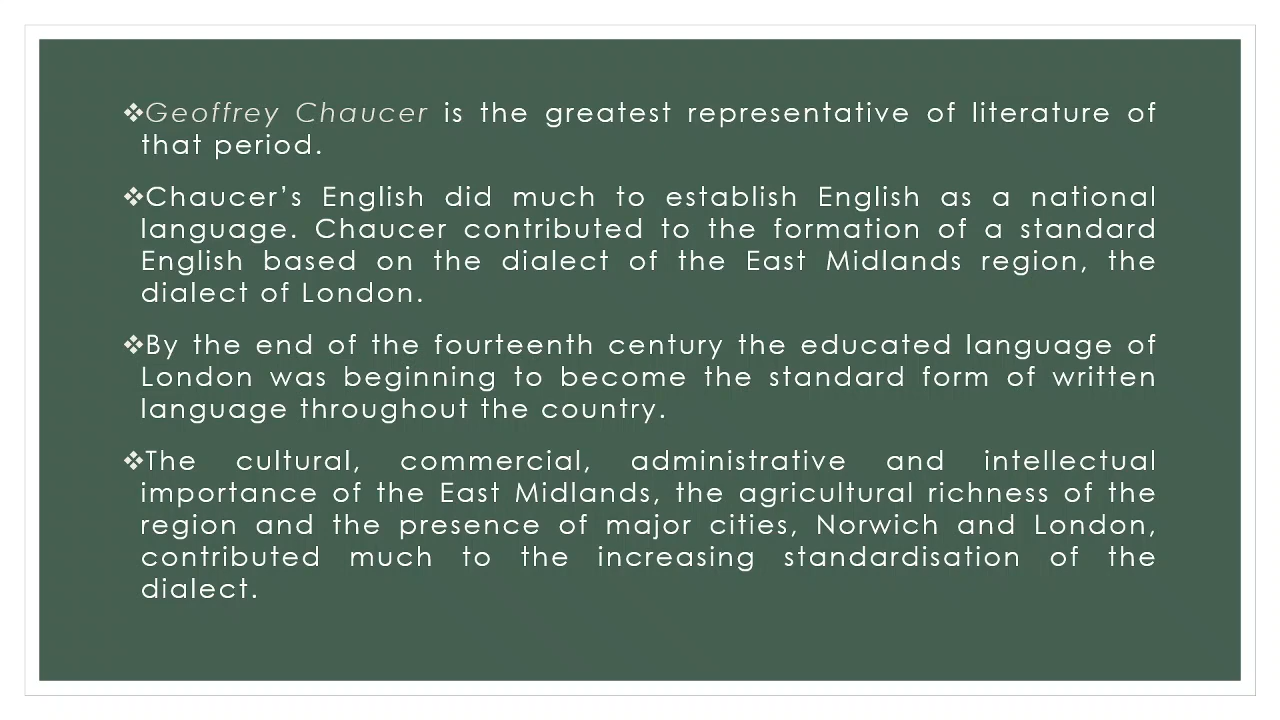 ❖Geoffrey Chaucer is the greatest representative of literature of
that period.
❖Chaucer’s English did much to establish English as a national
language. Chaucer contributed to the formation of a standard
English based on the dialect of the East Midlands region, the
dialect of London.
❖By the end of the fourteenth century the educated language of
London was beginning to become the standard form of written
language throughout the country.
❖The cultural, commercial, administrative and intellectual
importance of the East Midlands, the agricultural richness of the
region and the presence of major cities, Norwich and London,
contributed much to the increasing standardisation of the
dialect.